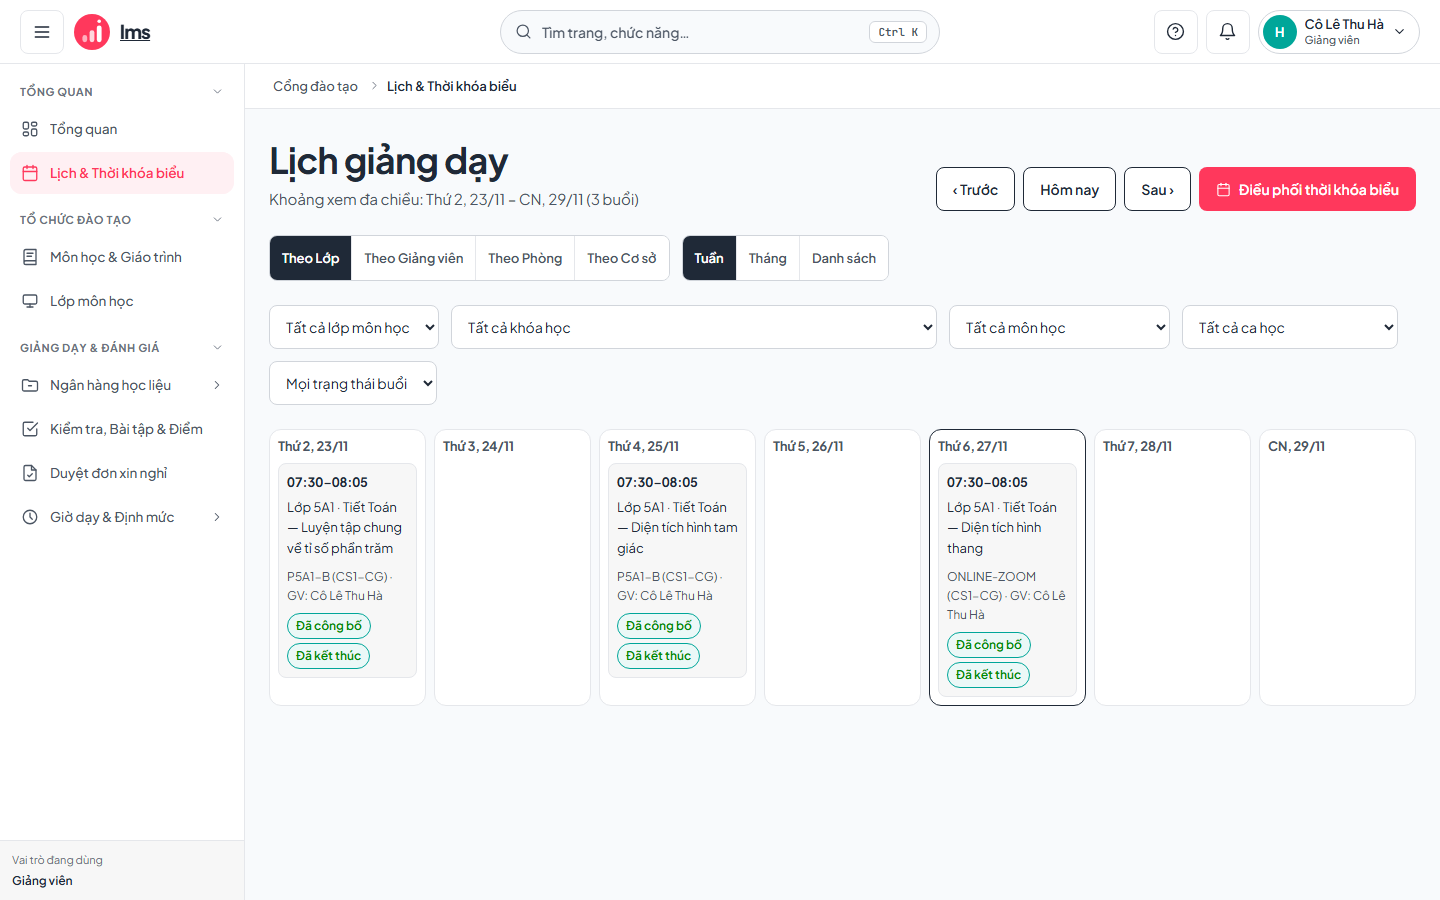 lms
Tìm trang, chức năng...
Ctrl K
H
Cô Lê Thu Hà
Giảng viên
TỔNG QUAN
Tổng quan
Lịch & Thời khóa biểu
TỔ CHỨC ĐÀO TẠO
Môn học & Giáo trình
Lớp môn học
GIẢNG DẠY & ĐÁNH GIÁ
Ngân hàng học liệu
Kiểm tra, Bài tập & Điểm
Duyệt đơn xin nghỉ
Giờ dạy & Định mức
Vai trò đang dùng
Giảng viên
Cổng đào tạo
Lịch & Thời khóa biểu
Lịch giảng dạy
Khoảng xem đa chiều: Thứ 2, 23/11 – CN, 29/11 (3 buổi)
‹ Trước
Hôm nay
Sau ›
Điều phối thời khóa biểu
Theo Lớp
Theo Giảng viên
Theo Phòng
Theo Cơ sở
Tuần
Tháng
Danh sách
Tất cả lớp môn học
Tất cả khóa học
Tất cả môn học
Tất cả ca học
Mọi trạng thái buổi
Thứ 2, 23/11
07:30–08:05
Lớp 5A1 · Tiết Toán
— Luyện tập chung
về tỉ số phần trăm
P5A1-B (CS1-CG) ·
GV: Cô Lê Thu Hà
Đã công bố
Đã kết thúc
Thứ 3, 24/11
Thứ 4, 25/11
07:30–08:05
Lớp 5A1 · Tiết Toán
— Diện tích hình tam
giác
P5A1-B (CS1-CG) ·
GV: Cô Lê Thu Hà
Đã công bố
Đã kết thúc
Thứ 5, 26/11
Thứ 6, 27/11
07:30–08:05
Lớp 5A1 · Tiết Toán
— Diện tích hình
thang
ONLINE-ZOOM
(CS1-CG) · GV: Cô Lê
Thu Hà
Đã công bố
Đã kết thúc
Thứ 7, 28/11
CN, 29/11